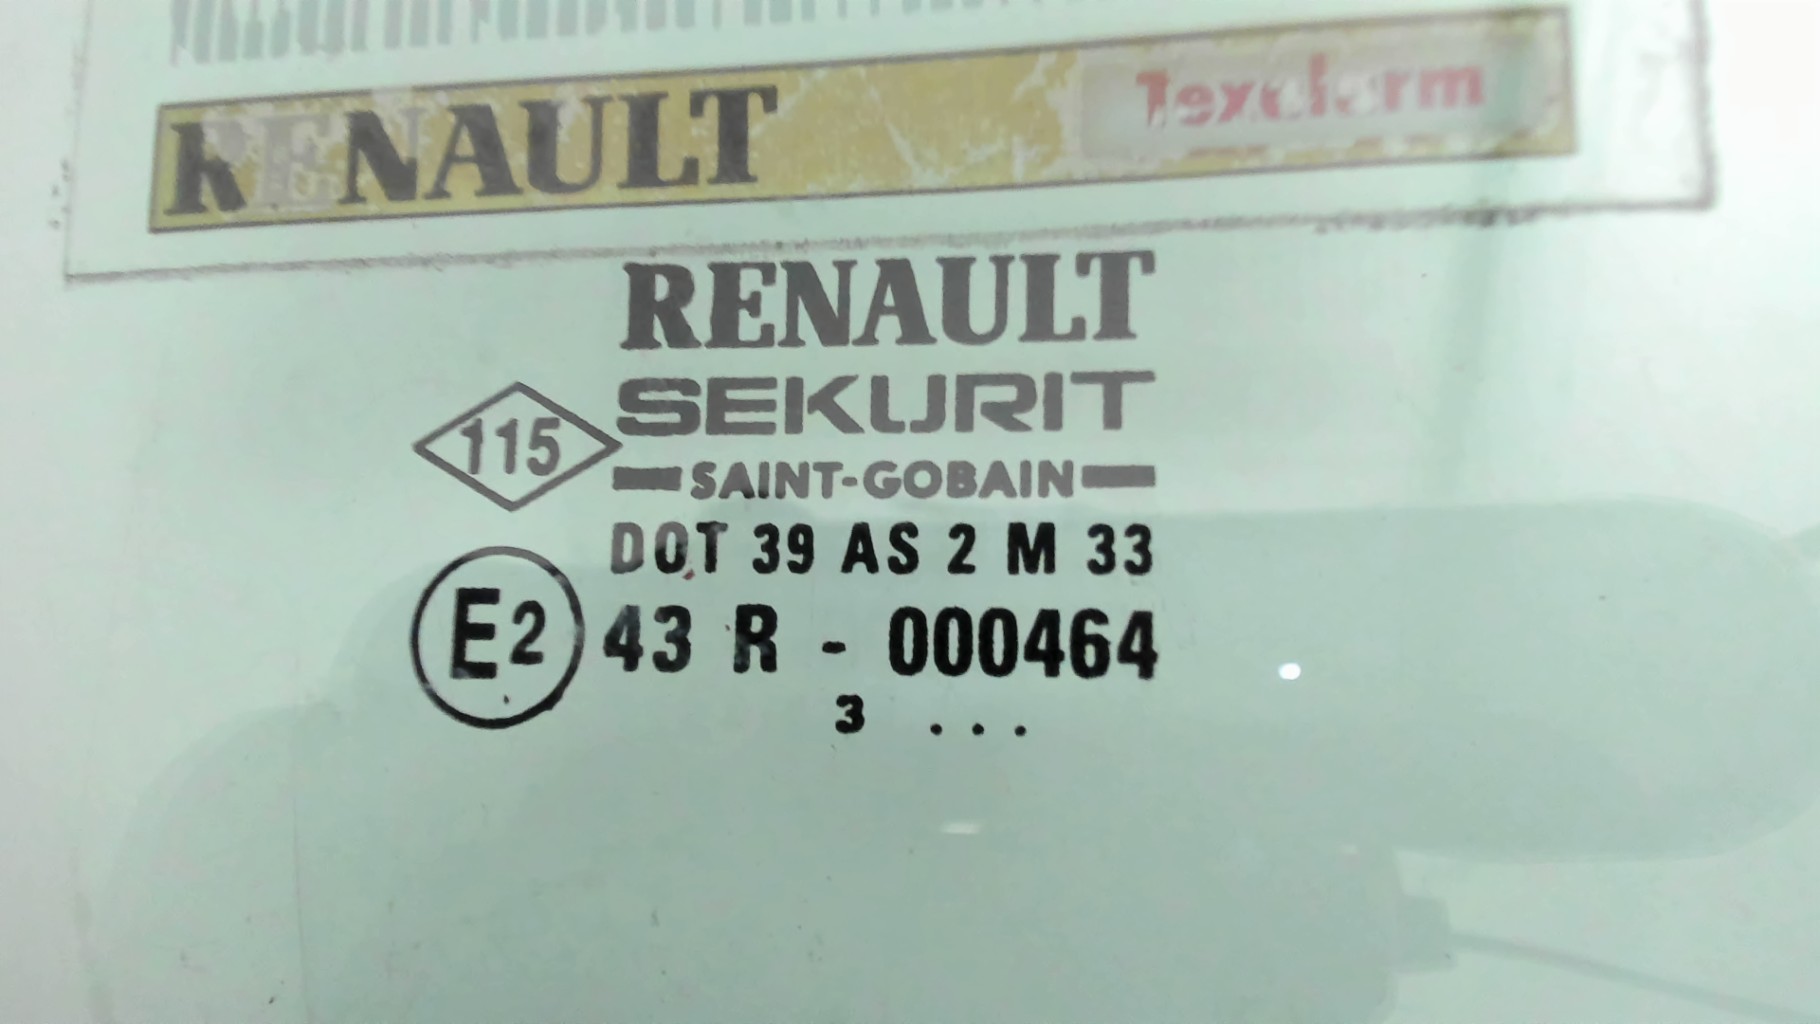 RENAULT Texalarm
RENAULT
115 SEKURIT
SAINT-GOBAIN
DOT 39 AS 2 M 33
E2 43 R - 000464
3 ...